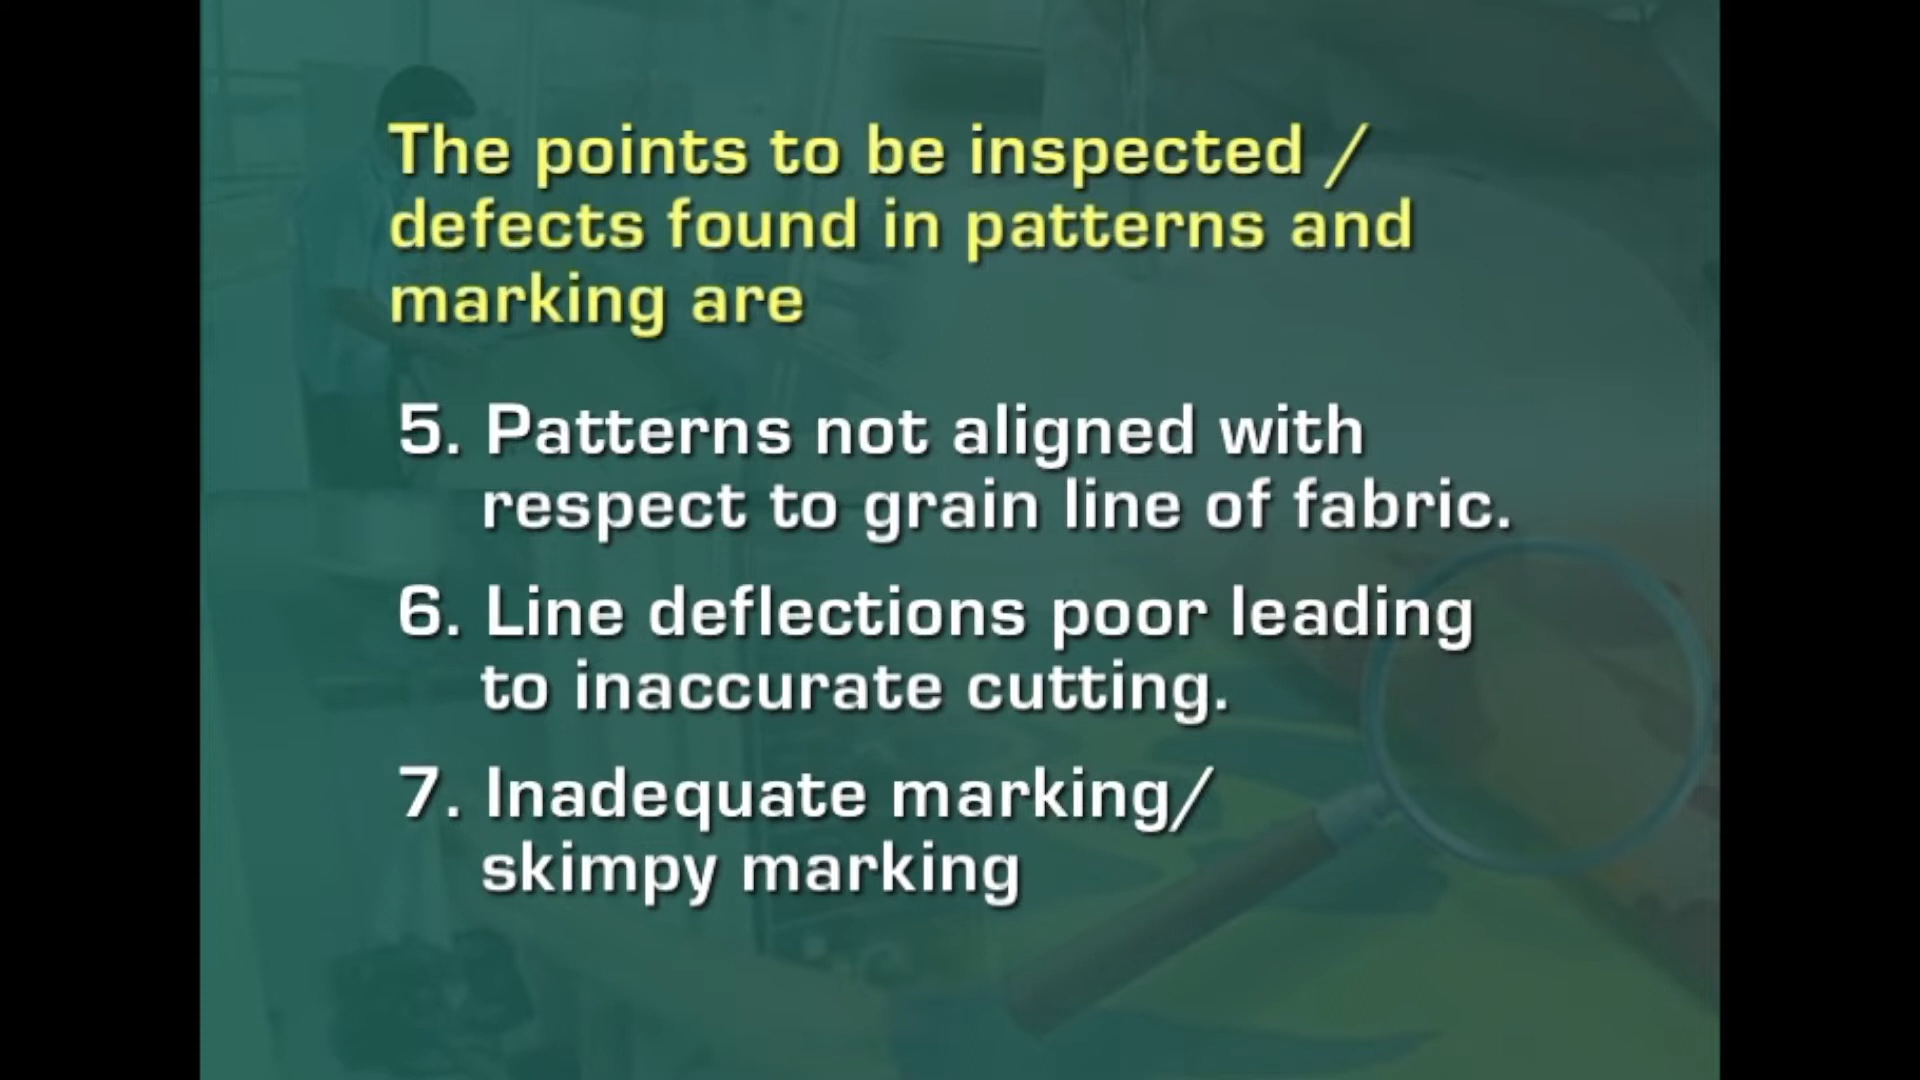 The points to be inspected /
defects found in patterns and
marking are
5. Patterns not aligned with
respect to grain line of fabric.
6. Line deflections poor leading
to inaccurate cutting.
7. Inadequate marking/
skimpy marking